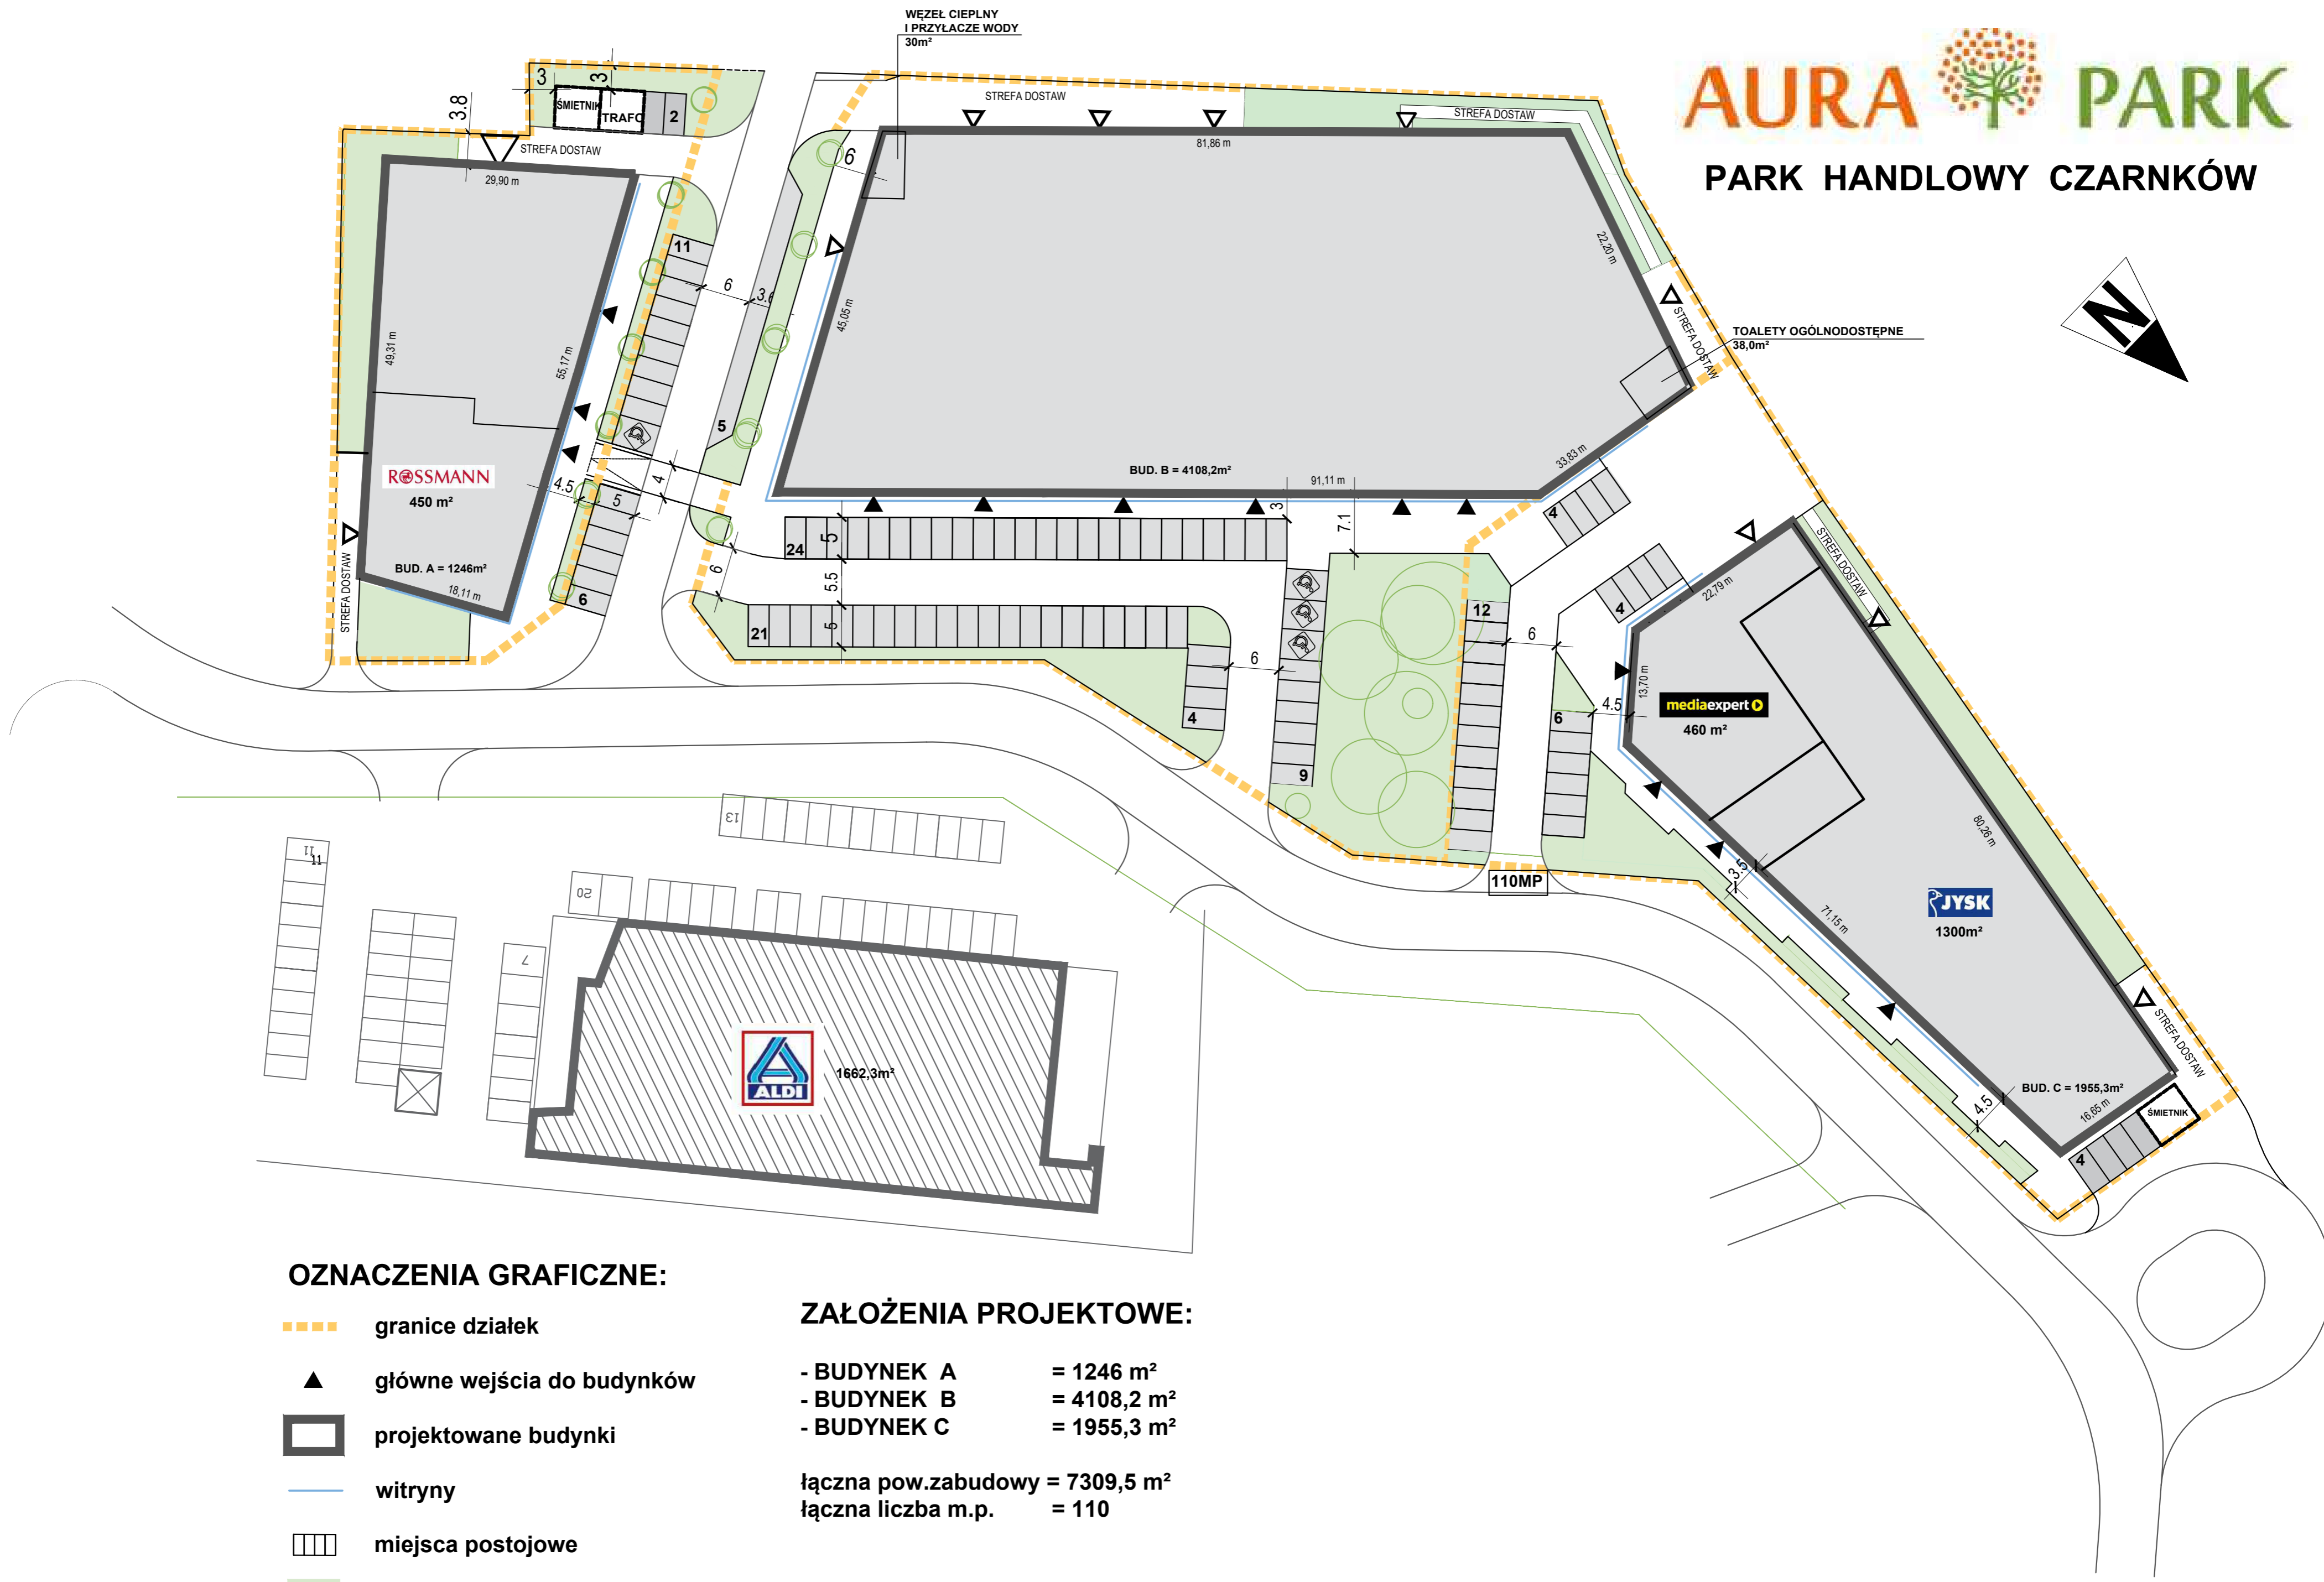 WĘZEŁ CIEPLNY
I PRZYŁACZE WODY
30m²
AURA PARK
PARK HANDLOWY CZARNKÓW
N
3
3
3.8
ŚMIETNIK
TRAFO
2
STREFA DOSTAW
29,90 m
STREFA DOSTAW
STREFA DOSTAW
81,86 m
6
22,20 m
11
6
3.6
45,05 m
49,31 m
55,17 m
STREFA DOSTAW
TOALETY OGÓLNODOSTĘPNE
38,0m²
5
ROSSMANN
450 m²
4.5
5
4
BUD. B = 4108,2m²
91,11 m
33,83 m
3
7.1
4
24
5
BUD. A = 1246m²
18,11 m
STREFA DOSTAW
6
6
5.5
21
5
6
4
9
12
6
4
22,79 m
STREFA DOSTAW
13,70 m
4.5
6
mediaexpert
460 m²
80,26 m
13
11
11
20
7
110MP
3.5
71,15 m
JYSK
1300m²
ALDI
1662,3m²
STREFA DOSTAW
BUD. C = 1955,3m²
4.5
16,65 m
ŚMIETNIK
4
OZNACZENIA GRAFICZNE:
granice działek
główne wejścia do budynków
projektowane budynki
witryny
miejsca postojowe
ZAŁOŻENIA PROJEKTOWE:
- BUDYNEK A = 1246 m²
- BUDYNEK B = 4108,2 m²
- BUDYNEK C = 1955,3 m²
łączna pow.zabudowy = 7309,5 m²
łączna liczba m.p. = 110